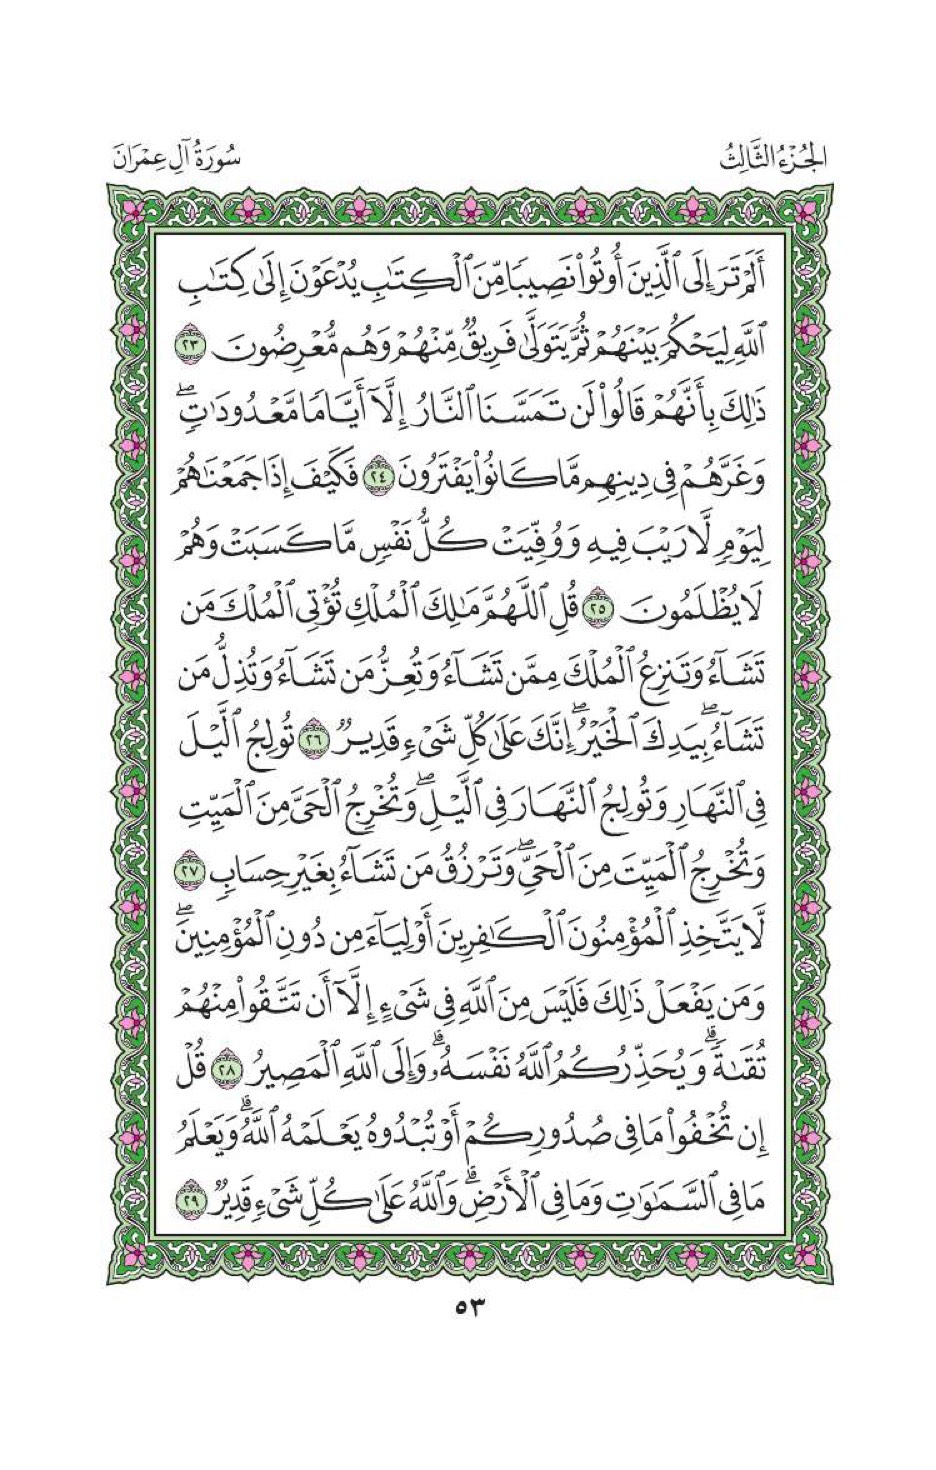 الجُزْءُ الثَّالِثُ
سُورَةُ آلِ عِمْرَانَ
أَلَمْ تَرَ إِلَى ٱلَّذِينَ أُوتُواْ نَصِيبًا مِّنَ ٱلْكِتَٰبِ يُدْعَوْنَ إِلَىٰ كِتَٰبِ
ٱللَّهِ لِيَحْكُمَ بَيْنَهُمْ ثُمَّ يَتَوَلَّىٰ فَرِيقٌ مِّنْهُمْ وَهُم مُّعْرِضُونَ ٢٣
ذَٰلِكَ بِأَنَّهُمْ قَالُواْ لَن تَمَسَّنَا ٱلنَّارُ إِلَّآ أَيَّامًا مَّعْدُودَٰتٍۖ
وَغَرَّهُمْ فِى دِينِهِم مَّا كَانُواْ يَفْتَرُونَ ٢٤ فَكَيْفَ إِذَا جَمَعْنَٰهُمْ
لِيَوْمٍ لَّا رَيْبَ فِيهِ وَوُفِّيَتْ كُلُّ نَفْسٍ مَّا كَسَبَتْ وَهُمْ
لَا يُظْلَمُونَ ٢٥ قُلِ ٱللَّهُمَّ مَٰلِكَ ٱلْمُلْكِ تُؤْتِى ٱلْمُلْكَ مَن
تَشَآءُ وَتَنزِعُ ٱلْمُلْكَ مِمَّن تَشَآءُ وَتُعِزُّ مَن تَشَآءُ وَتُذِلُّ مَن
تَشَآءُۖ بِيَدِكَ ٱلْخَيْرُۖ إِنَّكَ عَلَىٰ كُلِّ شَىْءٍ قَدِيرٌ ٢٦ تُولِجُ ٱلَّيْلَ
فِى ٱلنَّهَارِ وَتُولِجُ ٱلنَّهَارَ فِى ٱلَّيْلِۖ وَتُخْرِجُ ٱلْحَىَّ مِنَ ٱلْمَيِّتِ
وَتُخْرِجُ ٱلْمَيِّتَ مِنَ ٱلْحَىِّۖ وَتَرْزُقُ مَن تَشَآءُ بِغَيْرِ حِسَابٍ ٢٧
لَّا يَتَّخِذِ ٱلْمُؤْمِنُونَ ٱلْكَٰفِرِينَ أَوْلِيَآءَ مِن دُونِ ٱلْمُؤْمِنِينَۖ
وَمَن يَفْعَلْ ذَٰلِكَ فَلَيْسَ مِنَ ٱللَّهِ فِى شَىْءٍ إِلَّآ أَن تَتَّقُواْ مِنْهُمْ
تُقَىٰةًۗ وَيُحَذِّرُكُمُ ٱللَّهُ نَفْسَهُۥۗ وَإِلَى ٱللَّهِ ٱلْمَصِيرُ ٢٨ قُلْ
إِن تُخْفُواْ مَا فِى صُدُورِكُمْ أَوْ تُبْدُوهُ يَعْلَمْهُ ٱللَّهُۗ وَيَعْلَمُ
مَا فِى ٱلسَّمَٰوَٰتِ وَمَا فِى ٱلْأَرْضِۗ وَٱللَّهُ عَلَىٰ كُلِّ شَىْءٍ قَدِيرٌ ٢٩
٥٣